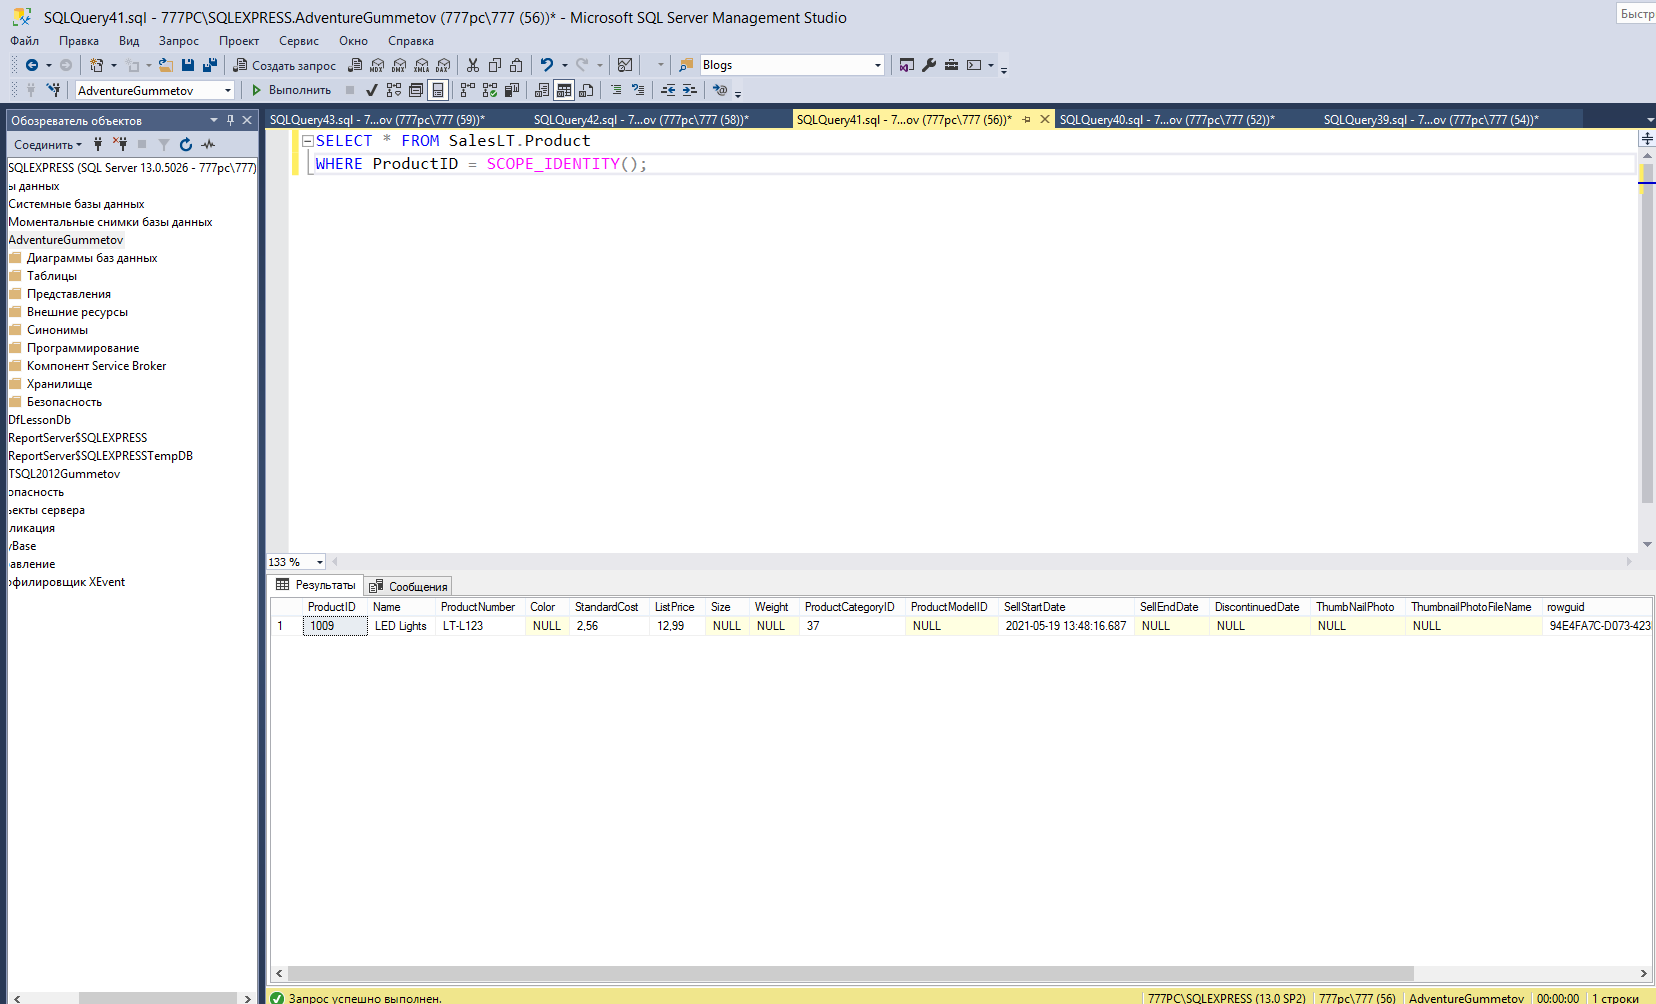 SQLQuery41.sql - 777PC\SQLEXPRESS.AdventureGummetov (777pc\777 (56))* - Microsoft SQL Server Management Studio
Быстр
Файл Правка Вид Запрос Проект Сервис Окно Справка
Создать запрос MDX DMX XMLA DAX Blogs
AdventureGummetov Выполнить
Обозреватель объектов
SQLQuery43.sql - 7...ov (777pc\777 (59))* SQLQuery42.sql - 7...ov (777pc\777 (58))* SQLQuery41.sql - 7...ov (777pc\777 (56))* SQLQuery40.sql - 7...ov (777pc\777 (52))* SQLQuery39.sql - 7...ov (777pc\777 (54))*
Соединить
SQLEXPRESS (SQL Server 13.0.5026 - 777pc\777)
ы данных
Системные базы данных
Моментальные снимки базы данных
AdventureGummetov
Диаграммы баз данных
Таблицы
Представления
Внешние ресурсы
Синонимы
Программирование
Компонент Service Broker
Хранилище
Безопасность
DfLessonDb
ReportServer$SQLEXPRESS
ReportServer$SQLEXPRESSTempDB
TSQL2012Gummetov
опасность
ъекты сервера
ликация
yBase
авление
офилировщик XEvent
SELECT * FROM SalesLT.Product
WHERE ProductID = SCOPE_IDENTITY();
133 %
Результаты Сообщения
ProductID Name ProductNumber Color StandardCost ListPrice Size Weight ProductCategoryID ProductModelID SellStartDate SellEndDate DiscontinuedDate ThumbNailPhoto ThumbnailPhotoFileName rowguid
1 1009 LED Lights LT-L123 NULL 2,56 12,99 NULL NULL 37 NULL 2021-05-19 13:48:16.687 NULL NULL NULL NULL 94E4FA7C-D073-423
Запрос успешно выполнен. 777PC\SQLEXPRESS (13.0 SP2) 777pc\777 (56) AdventureGummetov 00:00:00 1 строки